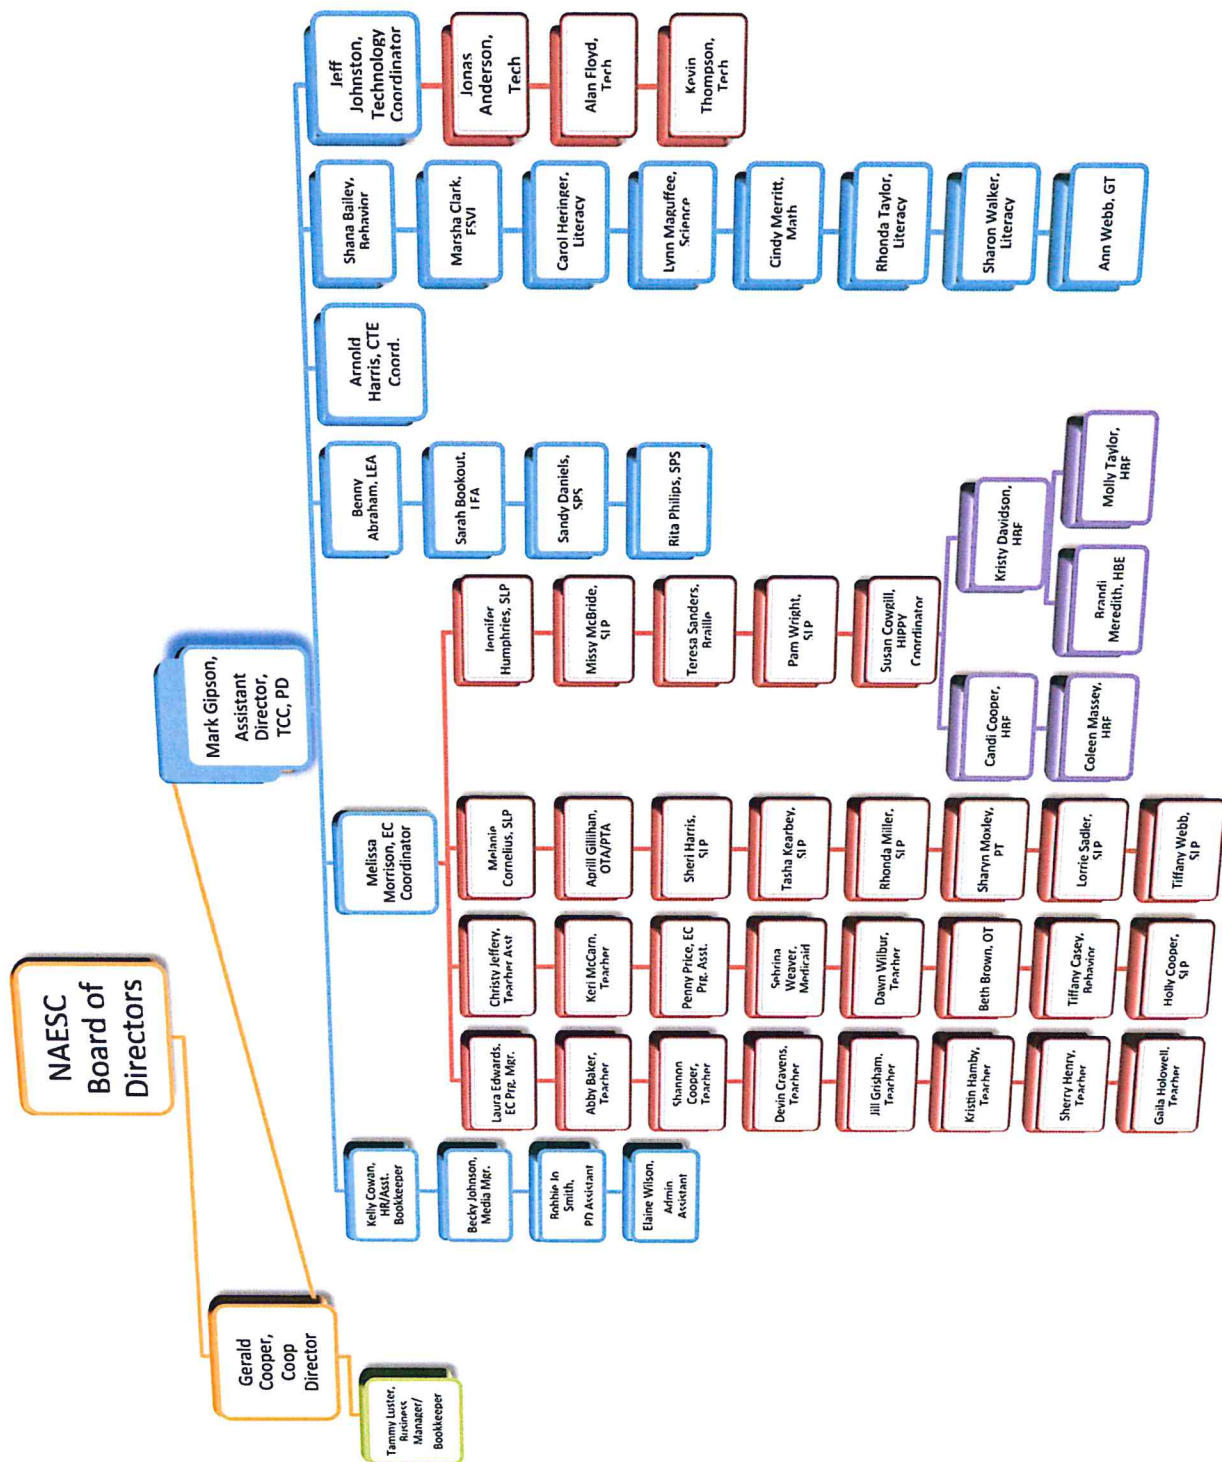 NAESC
Board of
Directors
Gerald
Cooper,
Coop
Director
Tammy Luster,
Business
Manager/
Bookkeeper
Mark Gipson,
Assistant
Director,
TCC, PD
Kelly Cowan,
HR/Asst.
Bookkeeper
Becky Johnson,
Media Mgr.
Robbie Jo
Smith,
PD Assistant
Elaine Wilson,
Admin
Assistant
Melissa
Morrison, EC
Coordinator
Laura Edwards,
EC Prg. Mgr.
Abby Baker,
Teacher
Shannon
Cooper,
Teacher
Devin Cravens,
Teacher
Jill Grisham,
Teacher
Kristin Hamby,
Teacher
Sherry Henry,
Teacher
Gaila Holowell,
Teacher
Christy Jeffery,
Teacher Asst
Keri McCarn,
Teacher
Penny Price, EC
Prg. Asst.
Sebrina
Weaver,
Medicaid
Dawn Wilbur,
Teacher
Beth Brown, OT
Tiffany Casey,
Behavior
Holly Cooper,
SLP
Melanie
Cornelius, SLP
Aprill Gillihan,
OTA/PTA
Sheri Harris,
SLP
Tasha Kearbey,
SLP
Rhonda Miller,
SLP
Sharyn Moxley,
PT
Lorrie Sadler,
SLP
Tiffany Webb,
SLP
Jennifer
Humphries, SLP
Missy McBride,
SLP
Teresa Sanders,
Braille
Pam Wright,
SLP
Susan Cowgill,
HIPPY
Coordinator
Candi Cooper,
HBE
Coleen Massey,
HBE
Kristy Davidson,
HBE
Brandi
Meredith, HBE
Molly Taylor,
HBE
Benny
Abraham, LEA
Sarah Bookout,
LEA
Sandy Daniels,
SPS
Rita Philips, SPS
Arnold
Harris, CTE
Coord.
Shana Bailey,
Behavior
Marsha Clark,
ESVI
Carol Heringer,
Literacy
Lynn Maguffee,
Science
Cindy Merritt,
Math
Rhonda Taylor,
Literacy
Sharon Walker,
Literacy
Ann Webb, GT
Jeff
Johnston,
Technology
Coordinator
Jonas
Anderson,
Tech
Alan Floyd,
Tech
Kevin
Thompson,
Tech